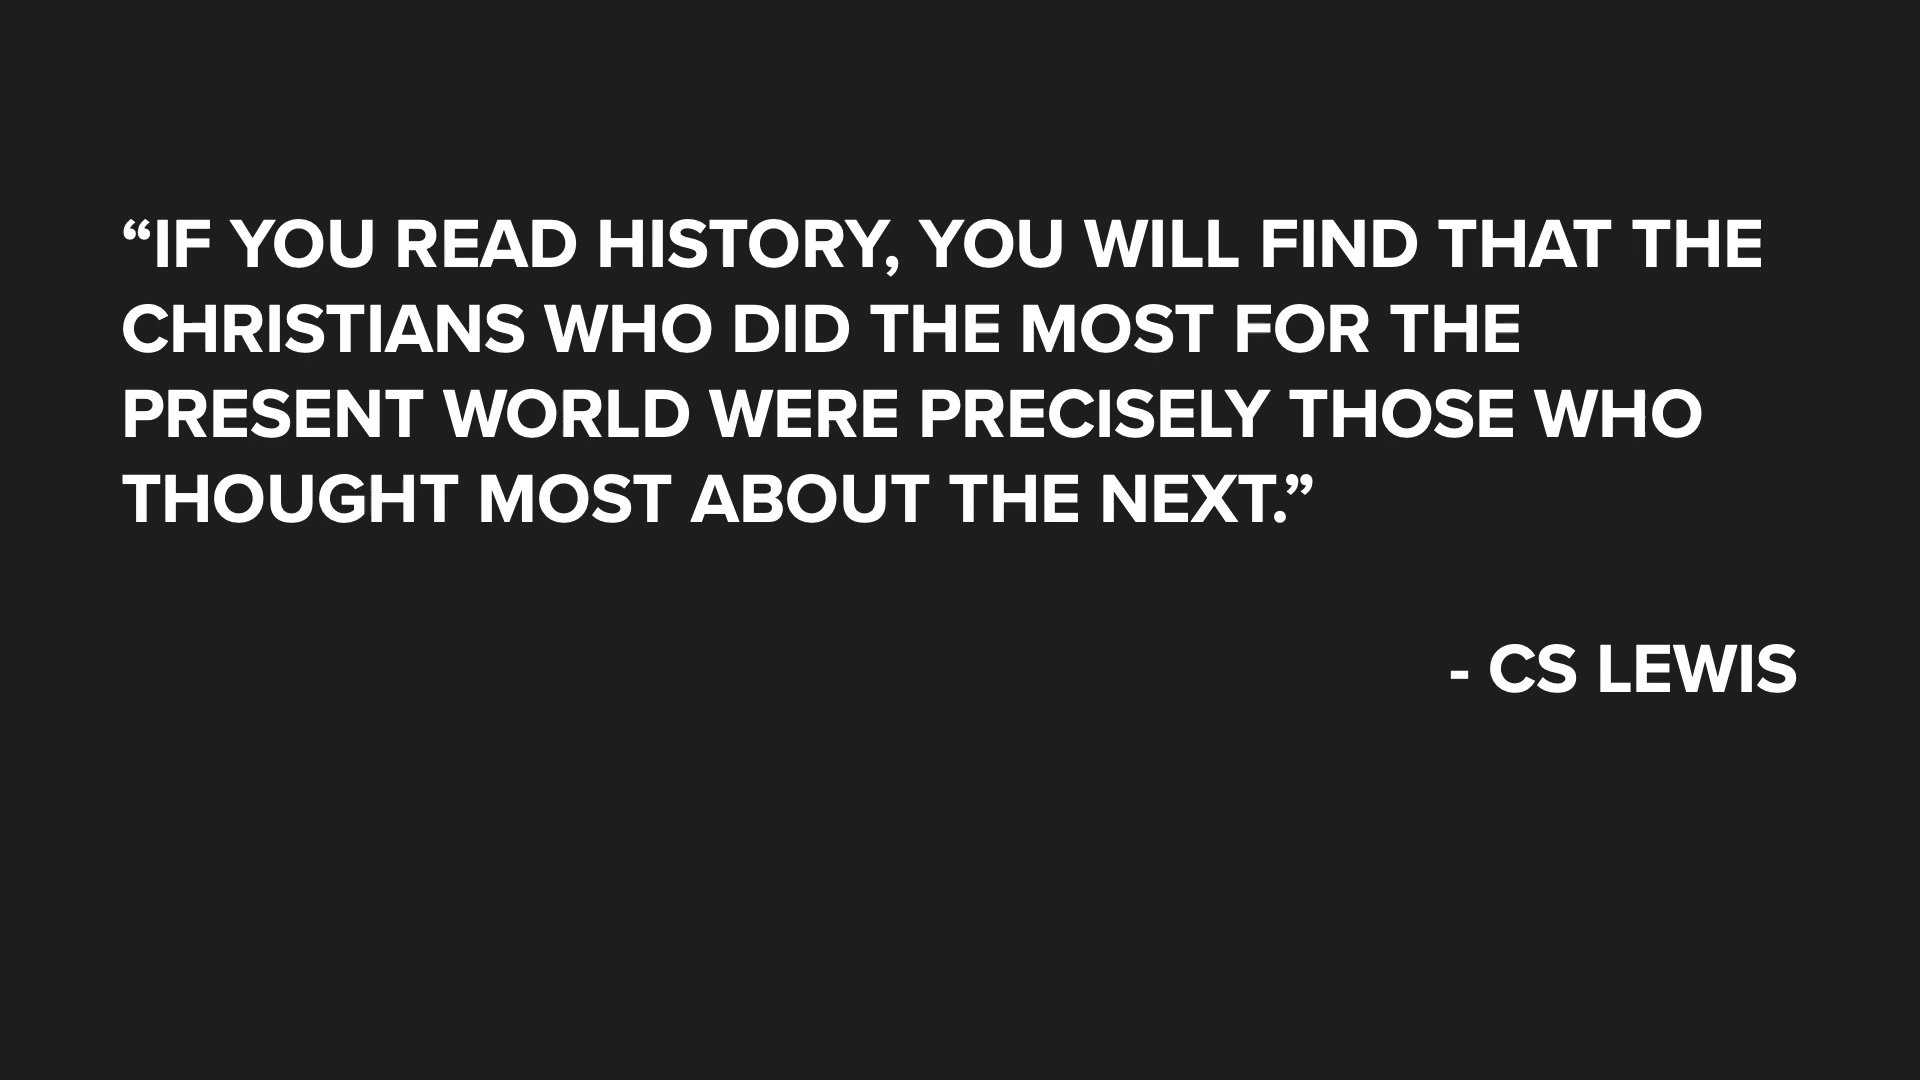 “IF YOU READ HISTORY, YOU WILL FIND THAT THE
CHRISTIANS WHO DID THE MOST FOR THE
PRESENT WORLD WERE PRECISELY THOSE WHO
THOUGHT MOST ABOUT THE NEXT.”
- CS LEWIS